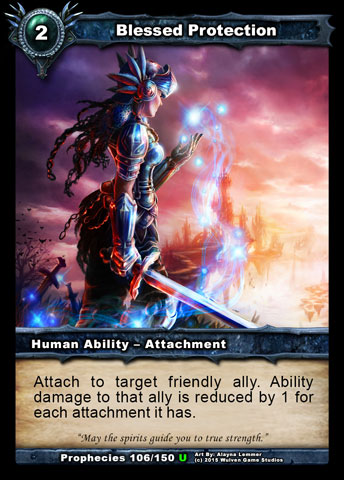 2
Blessed Protection
Human Ability – Attachment
Attach to target friendly ally. Ability
damage to that ally is reduced by 1 for
each attachment it has.
"May the spirits guide you to true strength."
Prophecies 106/150 U
Art By: Alayna Lemmer
(c) 2015 Wulven Game Studios